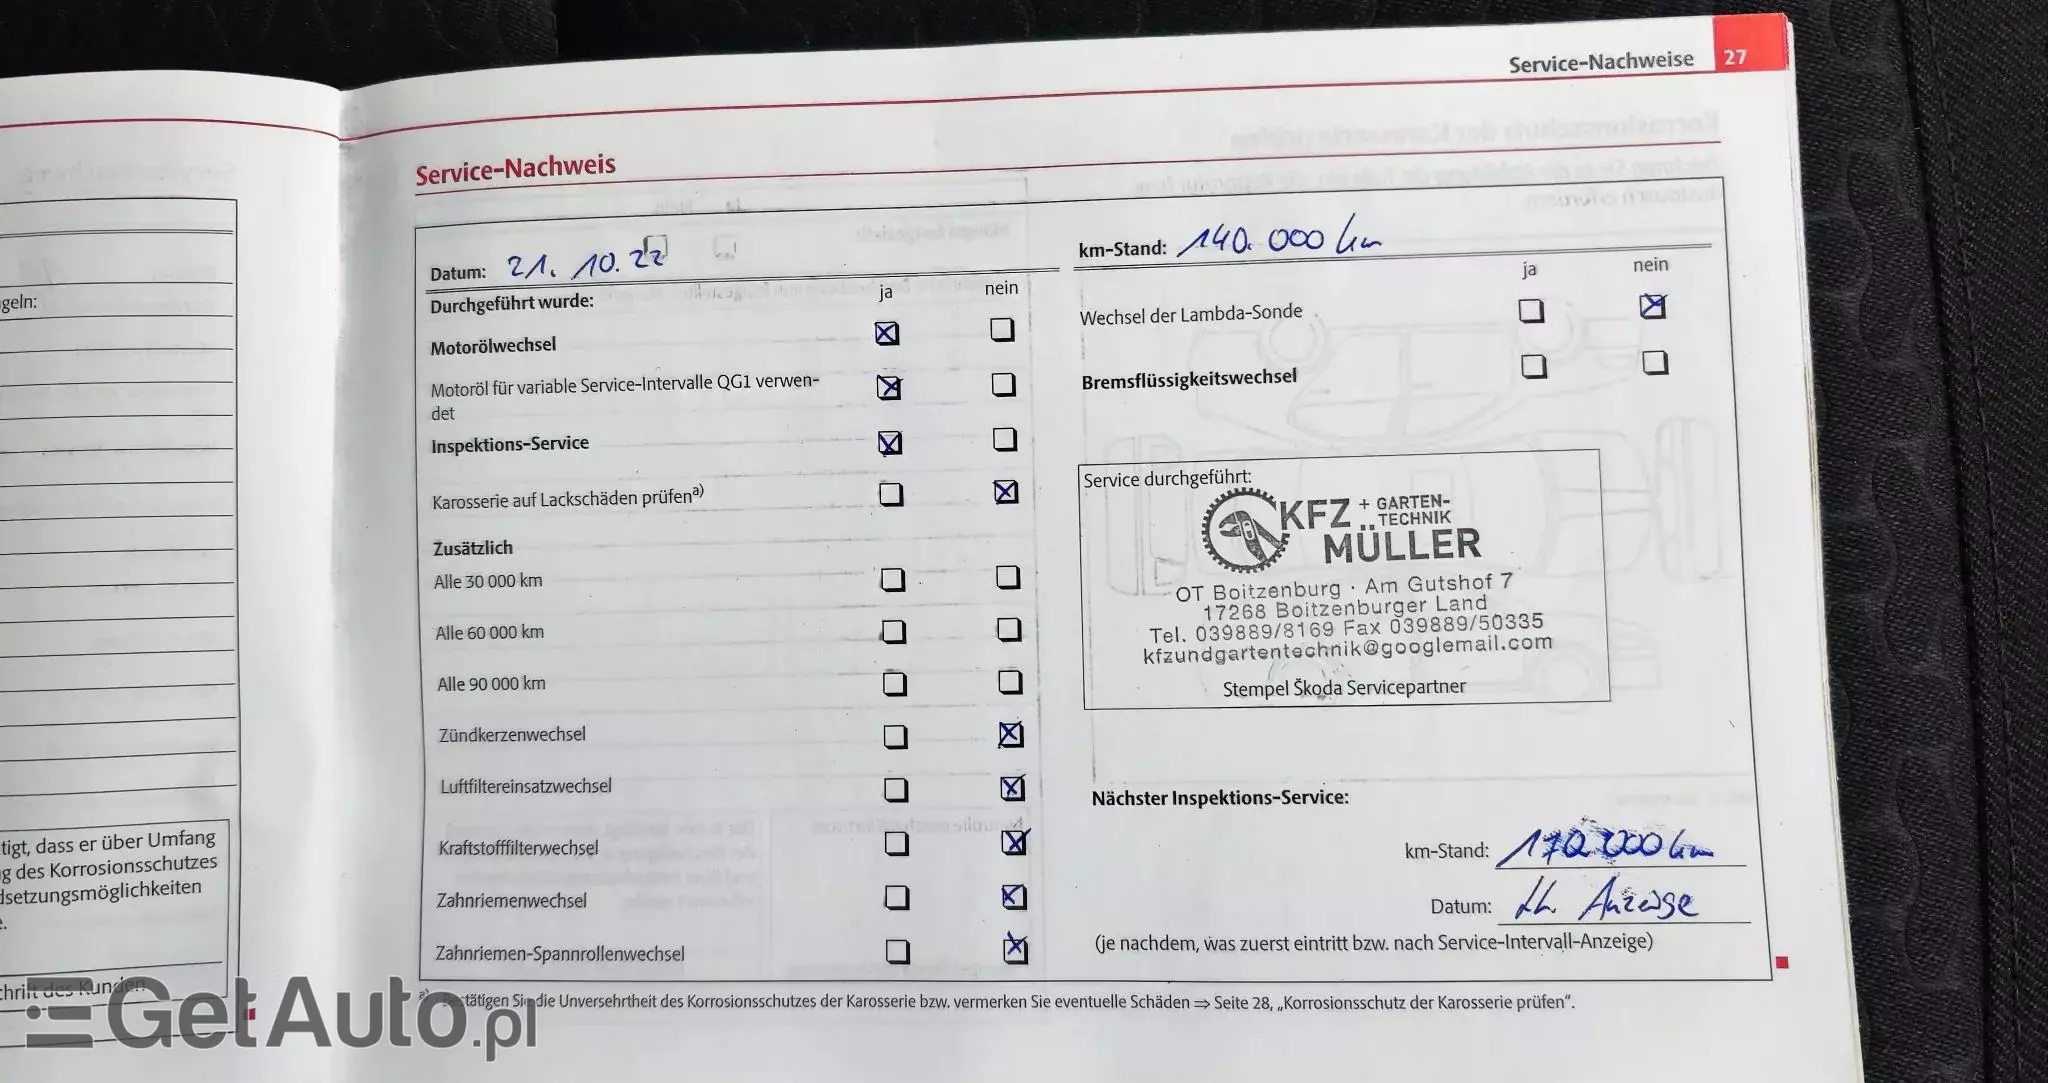 Service-Nachweise 27
Service-Nachweis
Datum: 21. 10. 22
km-Stand: 140.000 km
Durchgeführt wurde: ja nein
ja nein
Motorölwechsel
Wechsel der Lambda-Sonde
Motoröl für variable Service-Intervalle QG1 verwen-
det
Bremsflüssigkeitswechsel
Inspektions-Service
Karosserie auf Lackschäden prüfen a)
Zusätzlich
Alle 30 000 km
Alle 60 000 km
Alle 90 000 km
Zündkerzenwechsel
Luftfiltereinsatzwechsel
Kraftstofffilterwechsel
Zahnriemenwechsel
Zahnriemen-Spannrollenwechsel
Service durchgeführt:
KFZ + GARTEN-
TECHNIK
MÜLLER
OT Boitzenburg · Am Gutshof 7
17268 Boitzenburger Land
Tel. 039889/8169 Fax 039889/50335
kfzundgartentechnik@googlemail.com
Stempel Škoda Servicepartner
Nächster Inspektions-Service:
km-Stand: 170.000 km
Datum: Lh. Anzeige
(je nachdem, was zuerst eintritt bzw. nach Service-Intervall-Anzeige)
a) Bestätigen Sie die Unversehrtheit des Korrosionsschutzes der Karosserie bzw. vermerken Sie eventuelle Schäden ⇒ Seite 28, „Korrosionsschutz der Karosserie prüfen“.
geln:
tigt, dass er über Umfang
g des Korrosionsschutzes
dsetzungsmöglichkeiten
e.
chrift des Kunden
GetAuto.pl